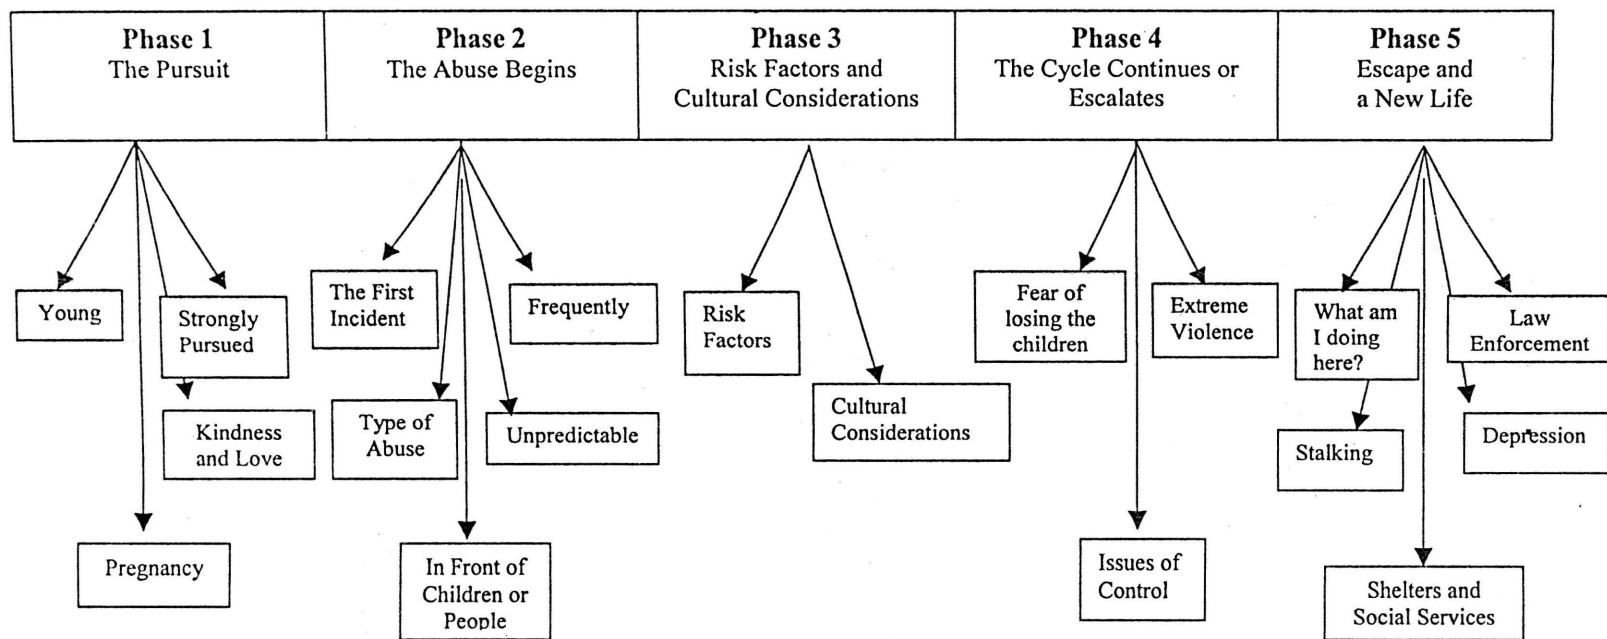 Phase 1
The Pursuit
Phase 2
The Abuse Begins
Phase 3
Risk Factors and
Cultural Considerations
Phase 4
The Cycle Continues or
Escalates
Phase 5
Escape and
a New Life
Young
Strongly
Pursued
Kindness
and Love
Pregnancy
The First
Incident
Frequently
Type of
Abuse
Unpredictable
In Front of
Children or
People
Risk
Factors
Cultural
Considerations
Fear of
losing the
children
Extreme
Violence
Issues of
Control
What am
I doing
here?
Law
Enforcement
Stalking
Depression
Shelters and
Social Services